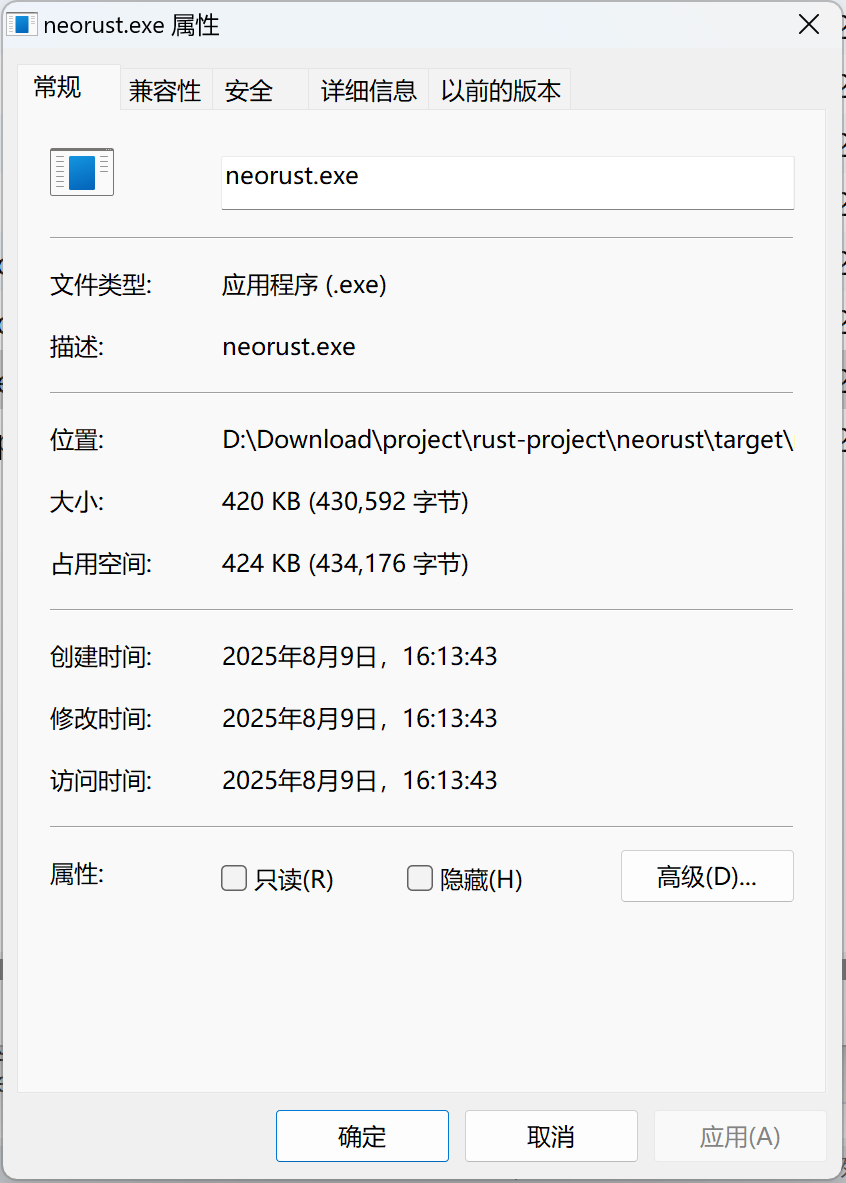 neorust.exe 属性
常规 兼容性 安全 详细信息 以前的版本
neorust.exe
文件类型: 应用程序 (.exe)
描述: neorust.exe
位置: D:\Download\project\rust-project\neorust\target\
大小: 420 KB (430,592 字节)
占用空间: 424 KB (434,176 字节)
创建时间: 2025年8月9日，16:13:43
修改时间: 2025年8月9日，16:13:43
访问时间: 2025年8月9日，16:13:43
属性: 只读(R) 隐藏(H) 高级(D)...
确定 取消 应用(A)